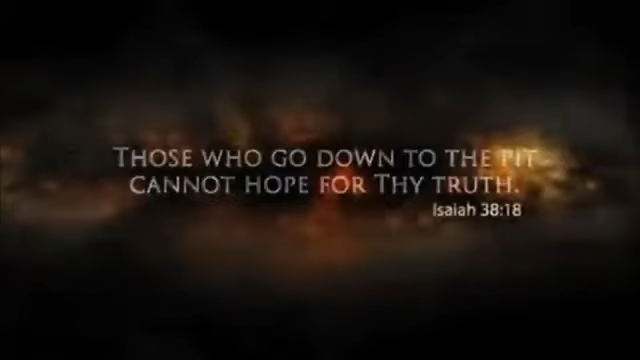 Those who go down to the pit
cannot hope for Thy truth.
Isaiah 38:18